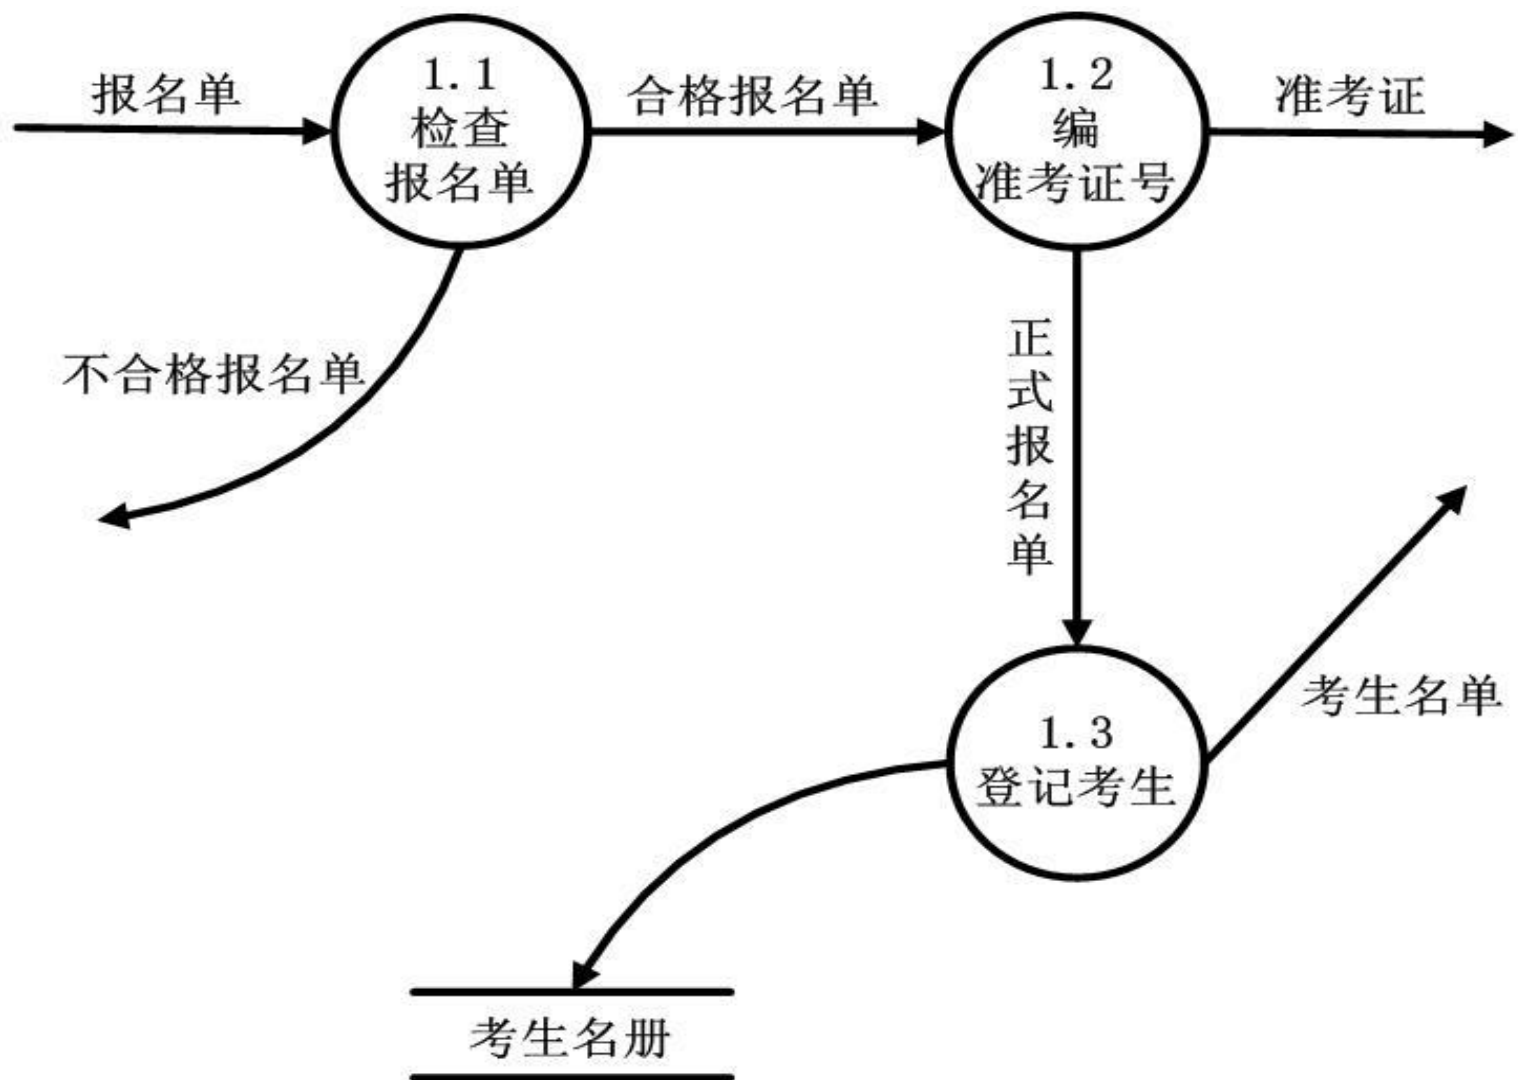 报名单
1.1
检查
报名单
合格报名单
1.2
编
准考证号
准考证
不合格报名单
正式报名单
1.3
登记考生
考生名单
考生名册